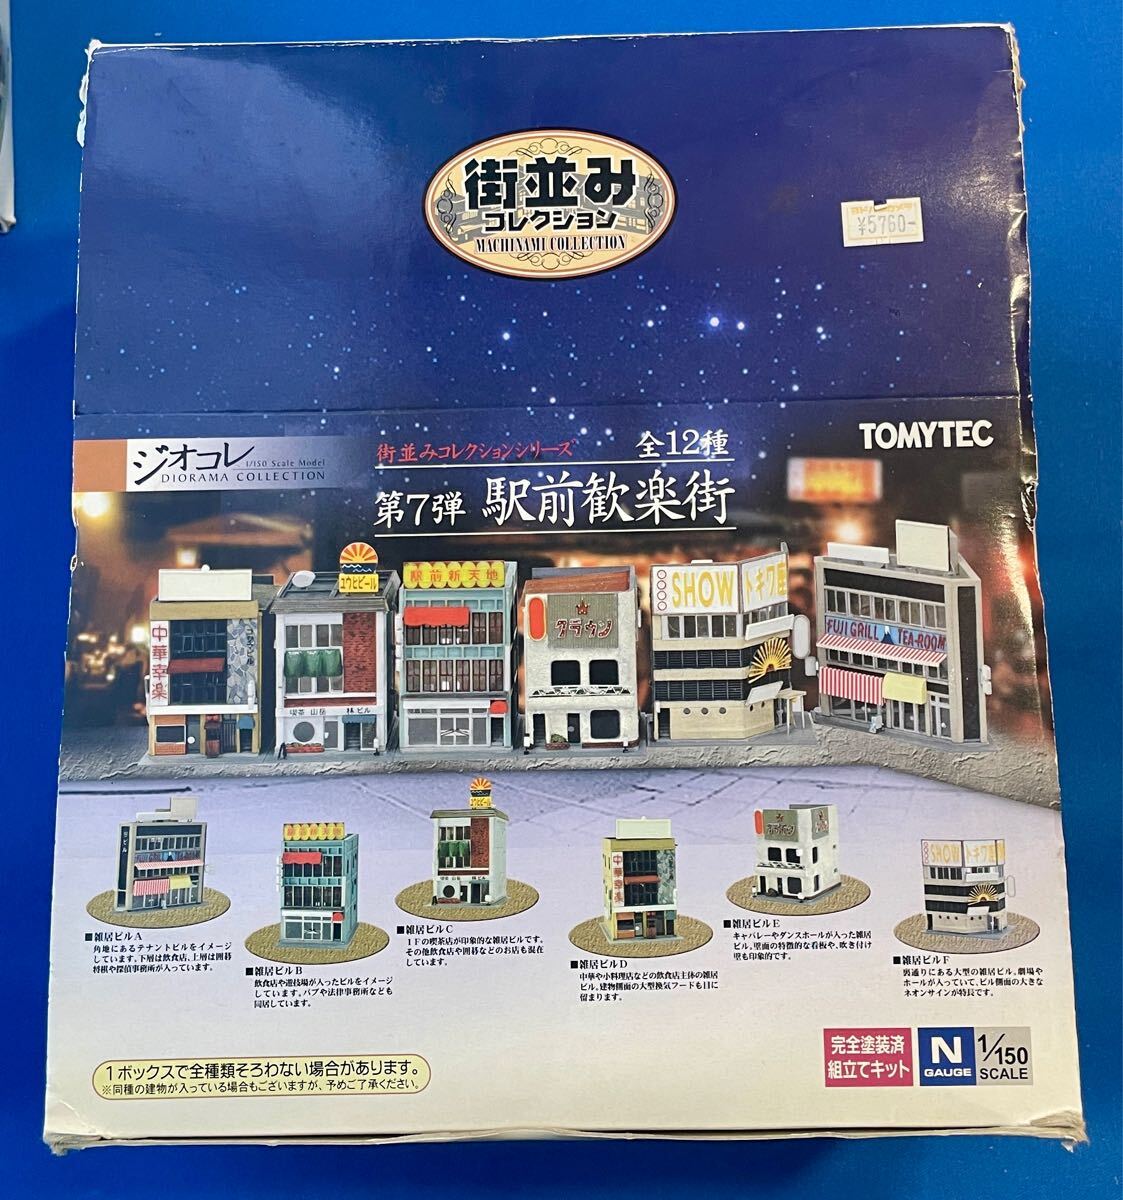 街並み
コレクション
MACHINAMI COLLECTION
ヨドバシカメラ
¥5760-
ジオコレ
1/150 Scale Model
DIORAMA COLLECTION
街並みコレクションシリーズ
全12種
第7弾 駅前歓楽街
TOMYTEC
中華幸楽
ユウヒビール
喫茶 山岳 林ビル
駅前新天地
クラウン
SHOW
トキワ座
FUJI GRILL TEA-ROOM
■雑居ビルA
角地にあるテナントビルをイメージ
しています。下層は飲食店、上層は囲碁
将棋や探偵事務所が入っています。
■雑居ビルB
飲食店や遊技場が入ったビルをイメージ
しています。パブや法律事務所なども
同居しています。
■雑居ビルC
1Fの喫茶店が印象的な雑居ビルです。
その他飲食店や囲碁などのお店も混在
しています。
■雑居ビルD
中華や小料理店などの飲食店主体の雑居
ビル。建物側面の大型換気フードも目に
留まります。
■雑居ビルE
キャバレーやダンスホールが入った雑居
ビル。壁面の特徴的な看板や、吹き付け
壁も印象的です。
■雑居ビルF
裏通りにある大型の雑居ビル。劇場や
ホールが入っていて、ビル側面の大きな
ネオンサインが特長です。
1ボックスで全種類そろわない場合があります。
※同種の建物が入っている場合もございますが、予めご了承ください。
完全塗装済
組立てキット
N
GAUGE
1/150
SCALE